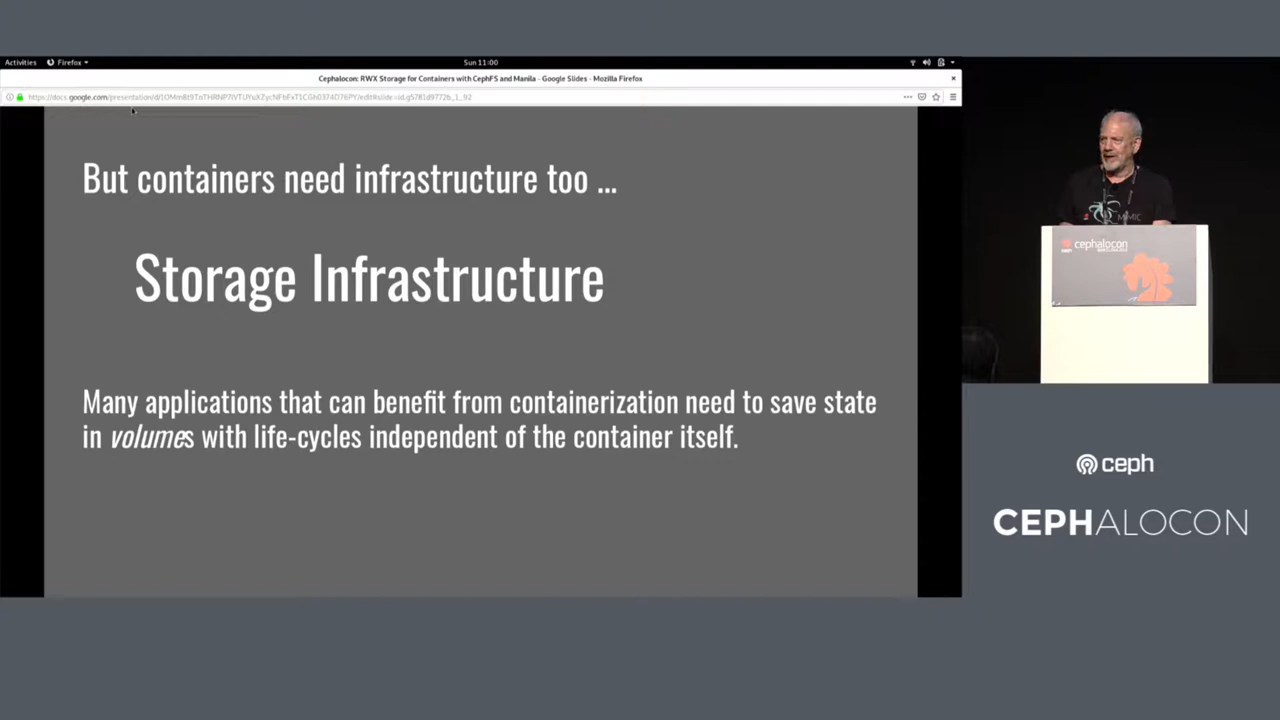 Activities Firefox Sun 11:00
Cephalocon: RWX Storage for Containers with CephFS and Manila - Google Slides - Mozilla Firefox
But containers need infrastructure too ...
Storage Infrastructure
Many applications that can benefit from containerization need to save state
in volumes with life-cycles independent of the container itself.
MIMIC
cephalocon
ceph
CEPHALOCON